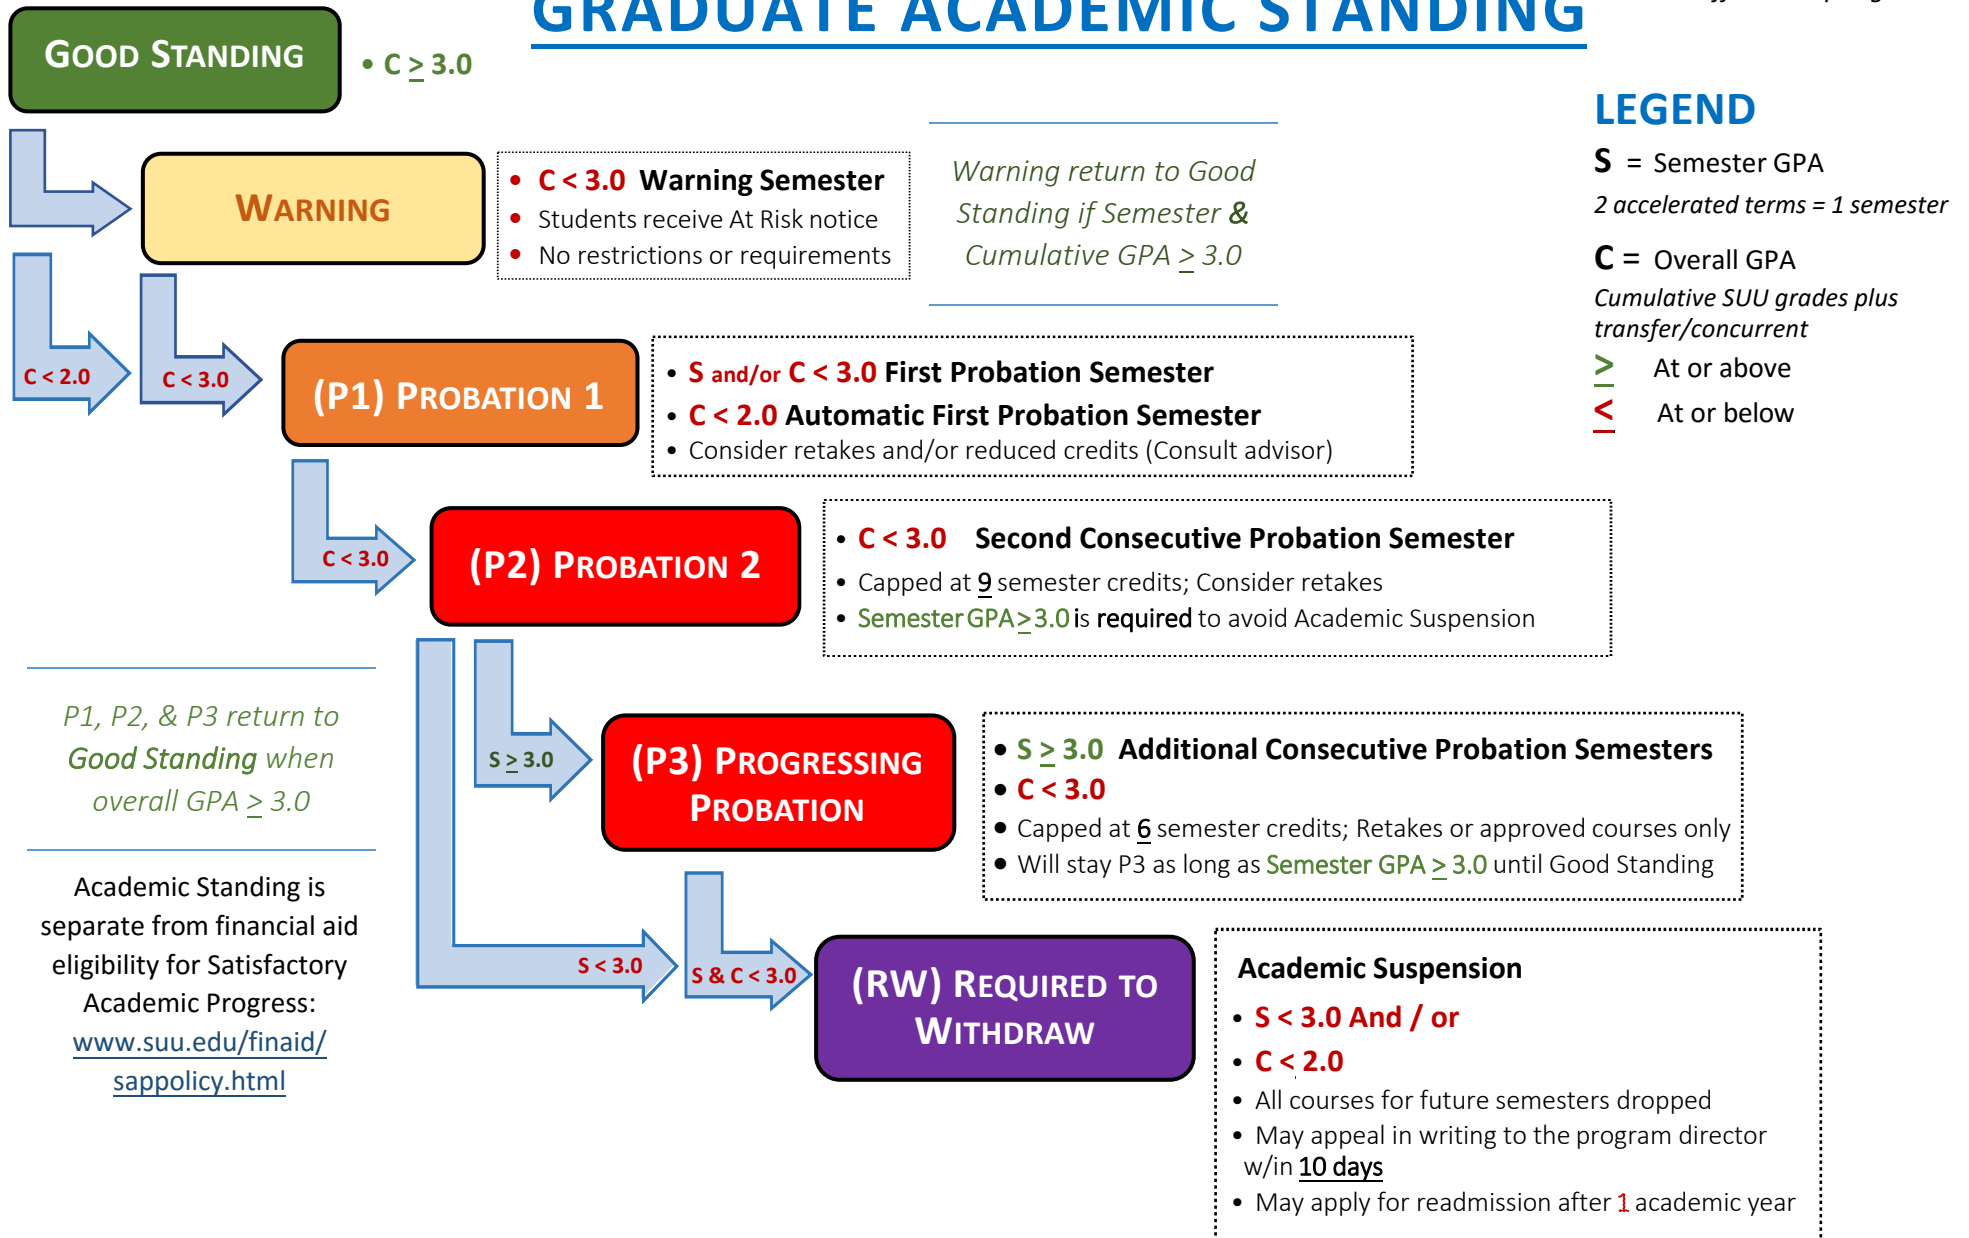 GRADUATE ACADEMIC STANDING
GOOD STANDING
• C ≥ 3.0
LEGEND
S = Semester GPA
2 accelerated terms = 1 semester
C = Overall GPA
Cumulative SUU grades plus
transfer/concurrent
≥ At or above
≤ At or below
WARNING
• C < 3.0 Warning Semester
• Students receive At Risk notice
• No restrictions or requirements
Warning return to Good
Standing if Semester &
Cumulative GPA ≥ 3.0
C < 2.0
C < 3.0
(P1) PROBATION 1
• S and/or C < 3.0 First Probation Semester
• C < 2.0 Automatic First Probation Semester
• Consider retakes and/or reduced credits (Consult advisor)
C < 3.0
(P2) PROBATION 2
• C < 3.0 Second Consecutive Probation Semester
• Capped at 9 semester credits; Consider retakes
• Semester GPA ≥ 3.0 is required to avoid Academic Suspension
P1, P2, & P3 return to
Good Standing when
overall GPA ≥ 3.0
S ≥ 3.0
(P3) PROGRESSING
PROBATION
• S ≥ 3.0 Additional Consecutive Probation Semesters
• C < 3.0
• Capped at 6 semester credits; Retakes or approved courses only
• Will stay P3 as long as Semester GPA ≥ 3.0 until Good Standing
Academic Standing is
separate from financial aid
eligibility for Satisfactory
Academic Progress:
www.suu.edu/finaid/
sappolicy.html
S < 3.0
S & C < 3.0
(RW) REQUIRED TO
WITHDRAW
Academic Suspension
• S < 3.0 And / or
• C < 2.0
• All courses for future semesters dropped
• May appeal in writing to the program director
w/in 10 days
• May apply for readmission after 1 academic year